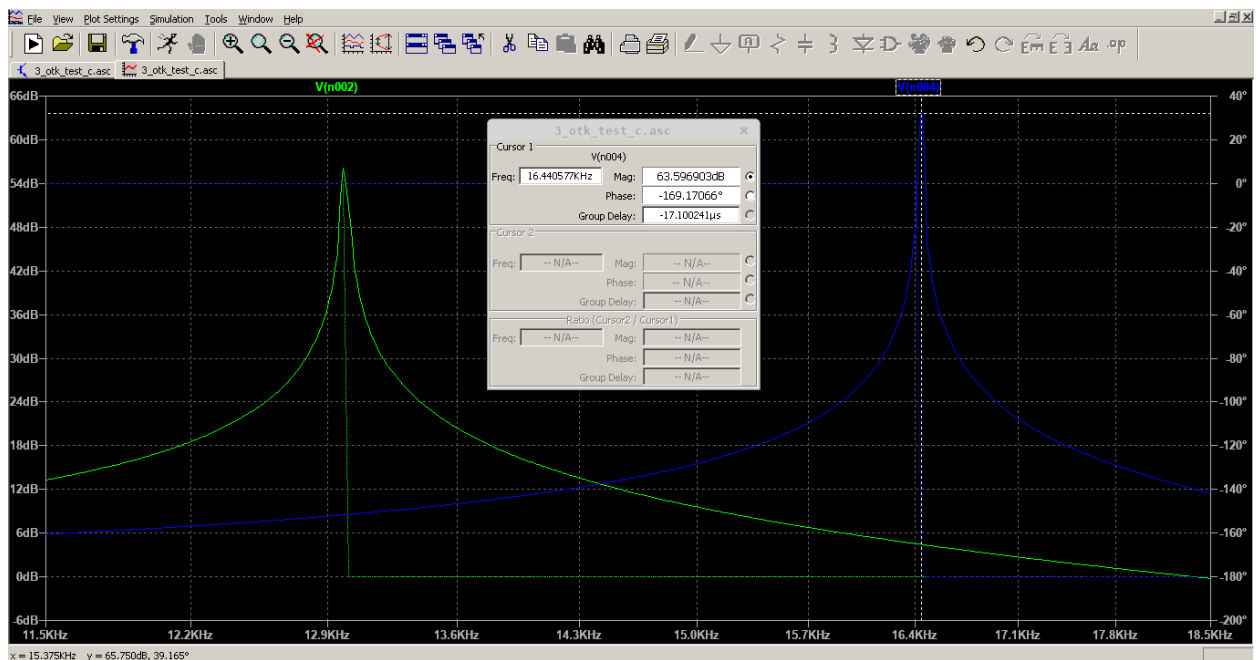 File View Plot Settings Simulation Tools Window Help
3_otk_test_c.asc 3_otk_test_c.asc
V(n002) V(n004)
66dB 40°
60dB 20°
54dB 0°
48dB -20°
42dB -40°
36dB -60°
30dB -80°
24dB -100°
18dB -120°
12dB -140°
6dB -160°
0dB -180°
-6dB -200°
11.5KHz 12.2KHz 12.9KHz 13.6KHz 14.3KHz 15.0KHz 15.7KHz 16.4KHz 17.1KHz 17.8KHz 18.5KHz
3_otk_test_c.asc
Cursor 1
V(n004)
Freq: 16.440577KHz Mag: 63.596903dB
Phase: -169.17066°
Group Delay: -17.100241µs
Cursor 2
Freq: -- N/A-- Mag: -- N/A--
Phase: -- N/A--
Group Delay: -- N/A--
Ratio (Cursor2 / Cursor1)
Freq: -- N/A-- Mag: -- N/A--
Phase: -- N/A--
Group Delay: -- N/A--
x = 15.375KHz y = 65.750dB, 39.165°